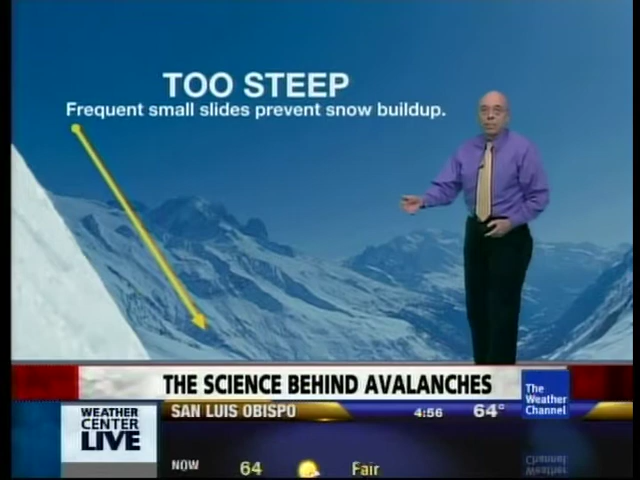 TOO STEEP
Frequent small slides prevent snow buildup.
THE SCIENCE BEHIND AVALANCHES
The
Weather
Channel
WEATHER
CENTER
LIVE
SAN LUIS OBISPO 4:56 64°
NOW 64 Fair